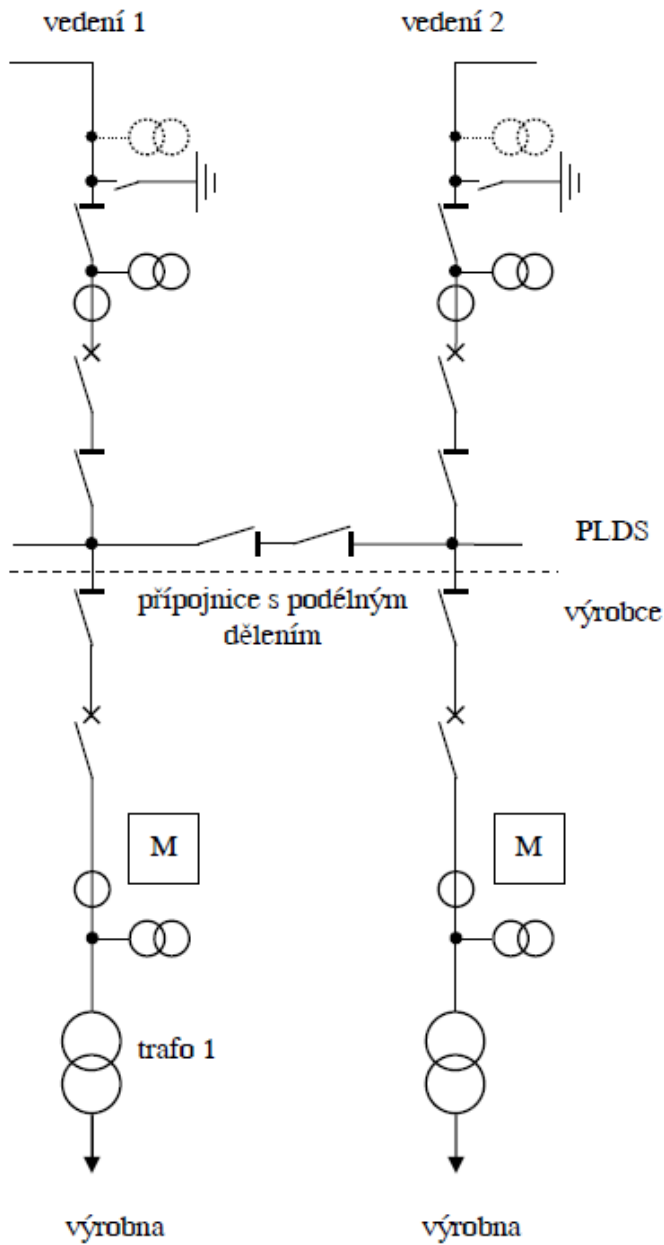 vedení 1
vedení 2
PLDS
přípojnice s podélným
dělením
výrobce
M
M
trafo 1
výrobna
výrobna